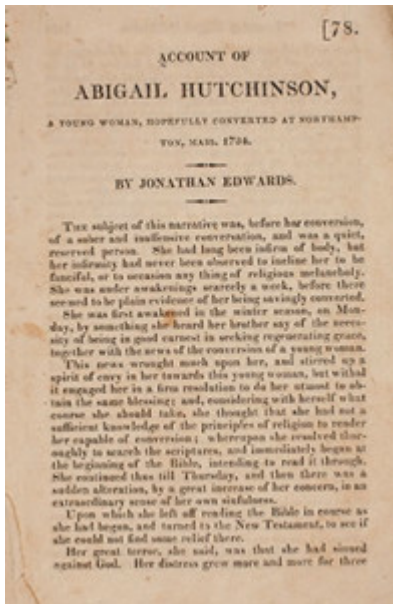 [78.
ACCOUNT OF
ABIGAIL HUTCHINSON,
A YOUNG WOMAN, HOPEFULLY CONVERTED AT NORTHAMP-
TON, MASS. 1734.
BY JONATHAN EDWARDS.
The subject of this narrative was, before her conversion,
of a sober and inoffensive conversation, and was a quiet,
reserved person. She had long been infirm of body, but
her infirmity had never been observed to incline her to be
fanciful, or to occasion any thing of religious melancholy.
She was under awakenings scarcely a week, before there
seemed to be plain evidence of her being savingly converted.
She was first awakened in the winter season, on Mon-
day, by something she heard her brother say of the neces-
sity of being in good earnest in seeking regenerating grace,
together with the news of the conversion of a young woman.
This news wrought much upon her, and stirred up a
spirit of envy in her towards this young woman, but withal
it engaged her in a firm resolution to do her utmost to ob-
tain the same blessing; and, considering with herself what
course she should take, she thought that she had not a
sufficient knowledge of the principles of religion to render
her capable of conversion; whereupon she resolved thor-
oughly to search the scriptures, and immediately began at
the beginning of the Bible, intending to read it through.
She continued thus till Thursday, and then there was a
sudden alteration, by a great increase of her concern, in an
extraordinary sense of her own sinfulness.
Upon which she left off reading the Bible in course as
she had begun, and turned to the New Testament, to see if
she could not find some relief there.
Her great terror, she said, was that she had sinned
against God. Her distress grew more and more for three